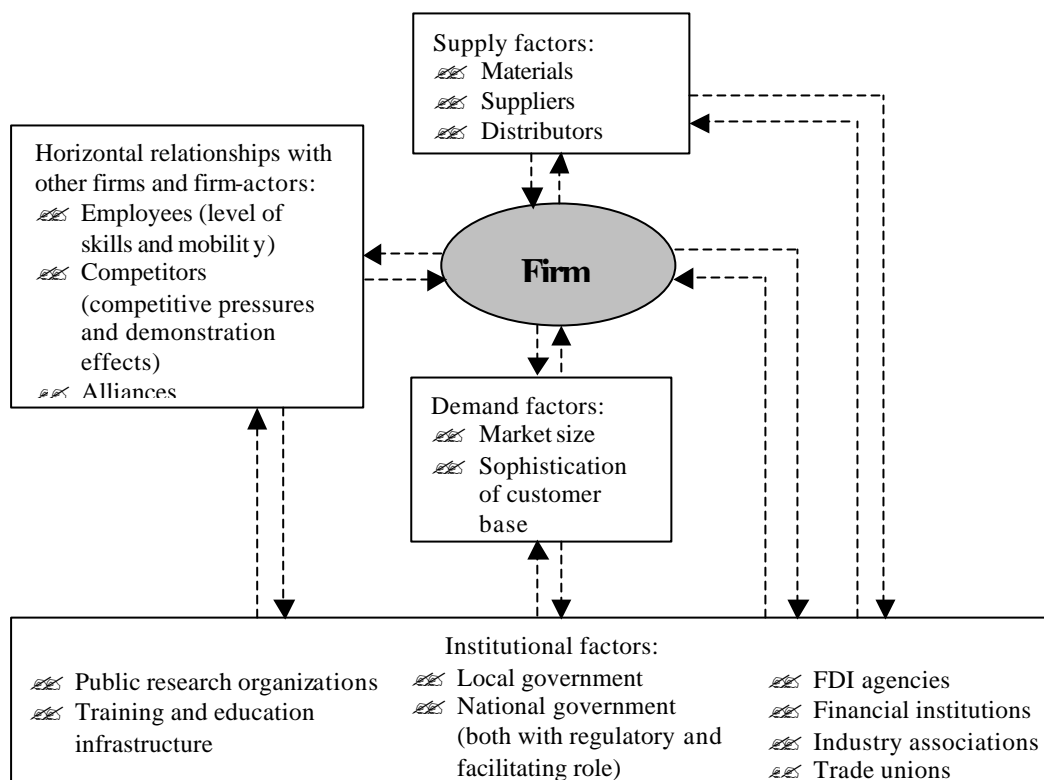 Supply factors:
Materials
Suppliers
Distributors
Horizontal relationships with
other firms and firm-actors:
Employees (level of
skills and mobility)
Competitors
(competitive pressures
and demonstration
effects)
Alliances
Firm
Demand factors:
Market size
Sophistication
of customer
base
Institutional factors:
Public research organizations
Training and education
infrastructure
Local government
National government
(both with regulatory and
facilitating role)
FDI agencies
Financial institutions
Industry associations
Trade unions